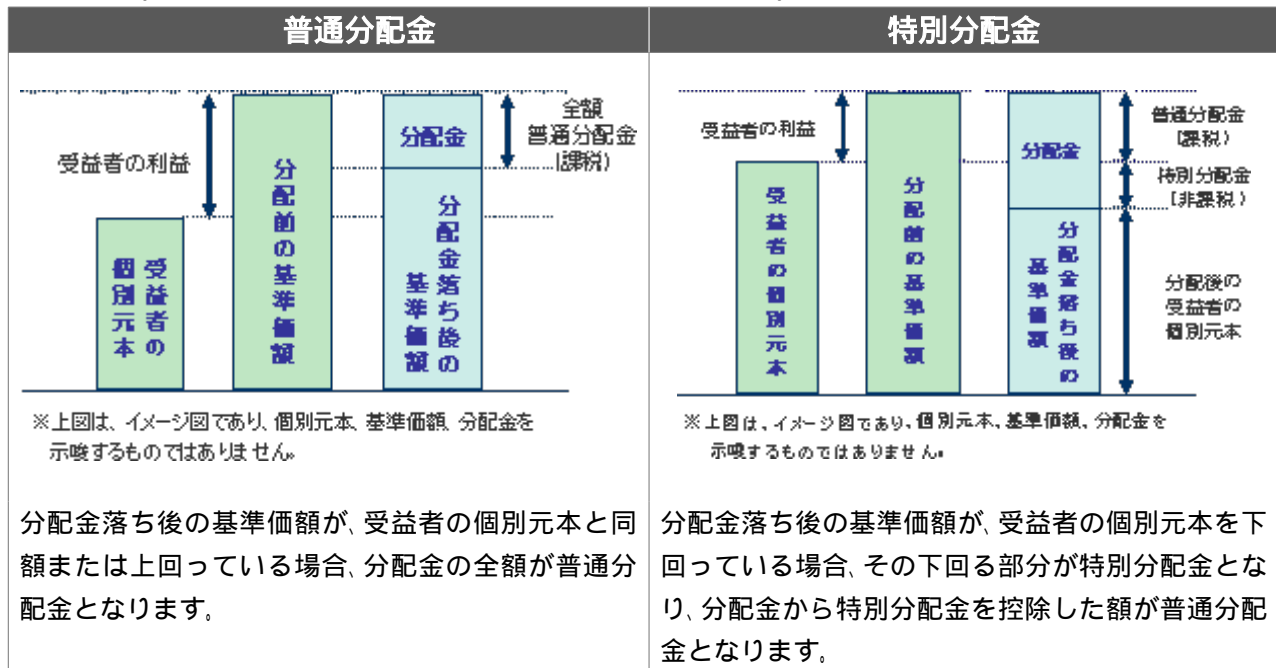 普通分配金
全額
普通分配金
(課税)
受益者の利益
受益者の
個別元本
分配前の基準価額
分配金
分配金落ち後の
基準価額
※上図は、イメージ図であり、個別元本、基準価額、分配金を
示唆するものではありません。
分配金落ち後の基準価額が、受益者の個別元本と同
額または上回っている場合、分配金の全額が普通分
配金となります。
特別分配金
受益者の利益
普通分配金
(課税)
特別分配金
(非課税)
受益者の個別元本
分配前の基準価額
分配金
分配金落ち後の
基準価額
分配後の
受益者の
個別元本
※上図は、イメージ図であり、個別元本、基準価額、分配金を
示唆するものではありません。
分配金落ち後の基準価額が、受益者の個別元本を下
回っている場合、その下回る部分が特別分配金とな
り、分配金から特別分配金を控除した額が普通分配
金となります。